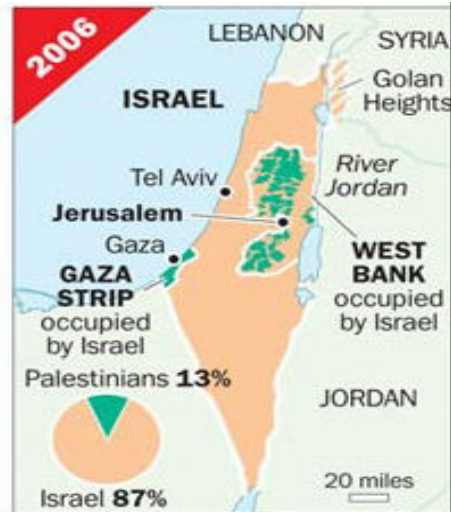 2006
LEBANON
SYRIA
Golan
Heights
ISRAEL
River
Jordan
Tel Aviv
Jerusalem
Gaza
GAZA
STRIP
occupied
by Israel
WEST
BANK
occupied
by Israel
Palestinians 13%
JORDAN
Israel 87%
20 miles